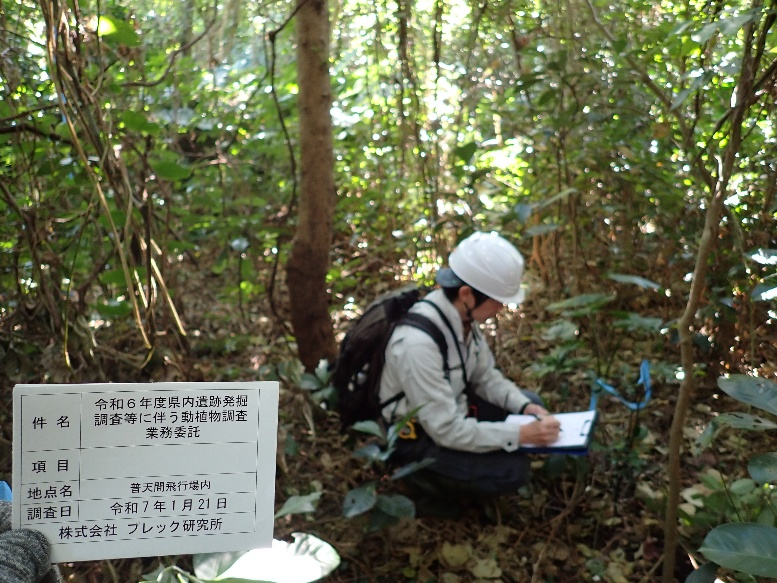 件名 令和6年度県内遺跡発掘
調査等に伴う動植物調査
業務委託
項目
地点名 普天間飛行場内
調査日 令和7年1月21日
株式会社 フレック研究所